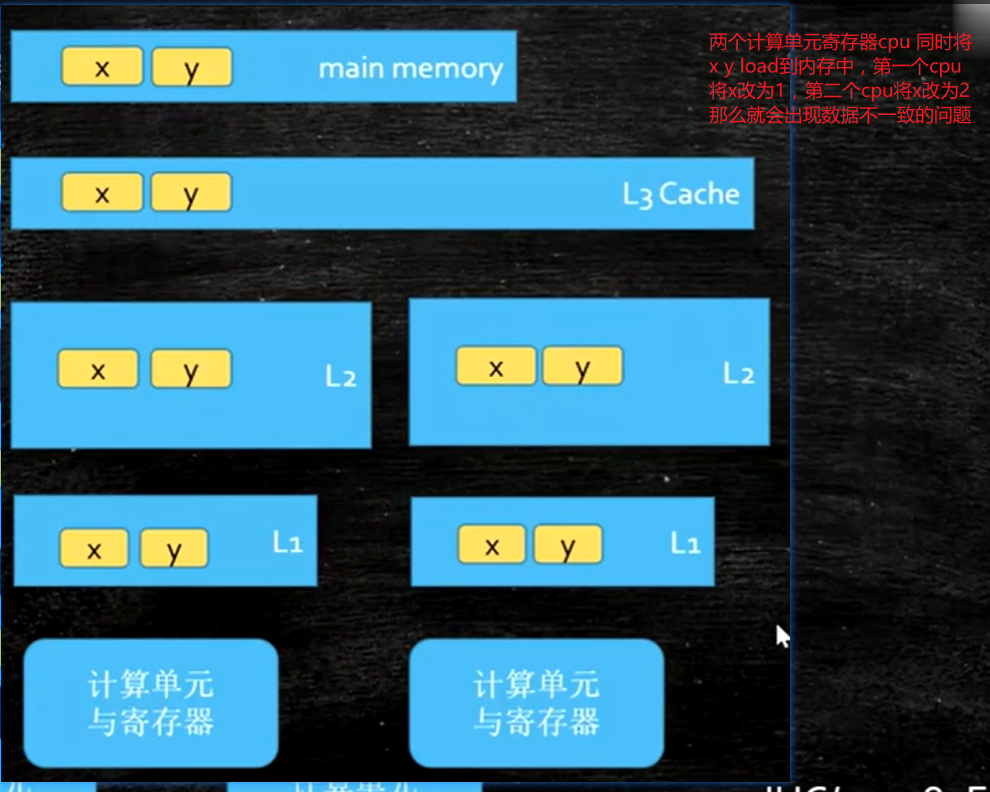 x y main memory
两个计算单元寄存器cpu 同时将
x y load到内存中，第一个cpu
将x改为1，第二个cpu将x改为2
那么就会出现数据不一致的问题
x y L3 Cache
x y L2
x y L2
x y L1
x y L1
计算单元
与寄存器
计算单元
与寄存器